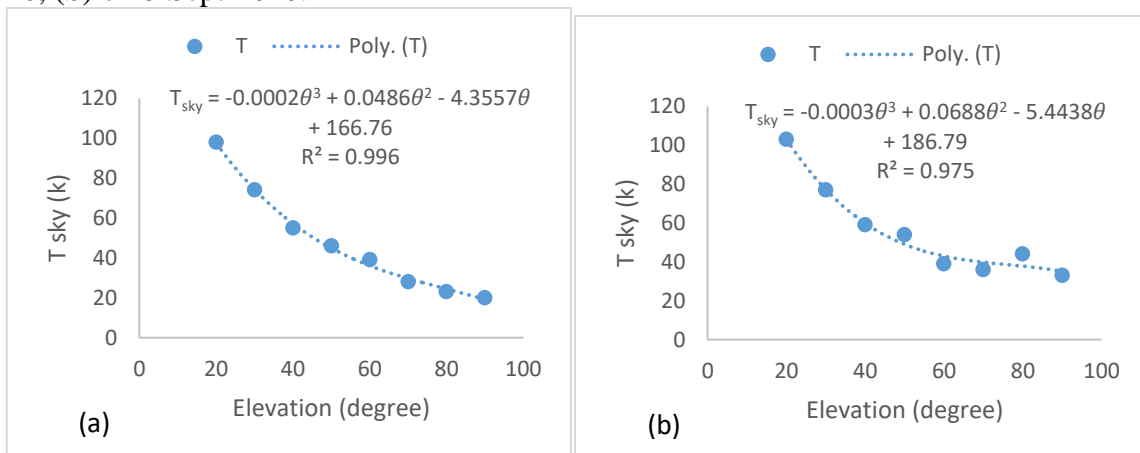 T Poly. (T)
T_sky = -0.0002θ³ + 0.0486θ² - 4.3557θ
+ 166.76
R² = 0.996
120
100
80
60
40
20
0
T sky (k)
0 20 40 60 80 100
Elevation (degree)
(a)
T Poly. (T)
T_sky = -0.0003θ³ + 0.0688θ² - 5.4438θ
+ 186.79
R² = 0.975
120
100
80
60
40
20
0
T sky (k)
0 20 40 60 80 100
Elevation (degree)
(b)